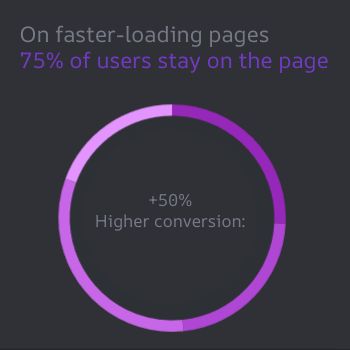 On faster-loading pages
75% of users stay on the page
+50%
Higher conversion: